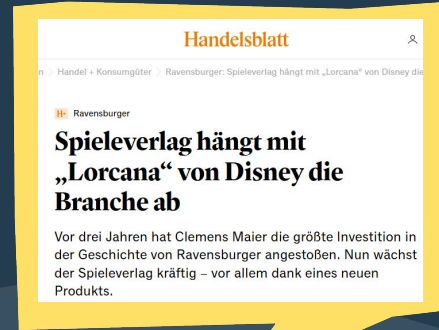 Handelsblatt
n > Handel + Konsumgüter > Ravensburger: Spieleverlag hängt mit „Lorcana“ von Disney die
H+ Ravensburger
Spieleverlag hängt mit
„Lorcana“ von Disney die
Branche ab
Vor drei Jahren hat Clemens Maier die größte Investition in
der Geschichte von Ravensburger angestoßen. Nun wächst
der Spieleverlag kräftig – vor allem dank eines neuen
Produkts.